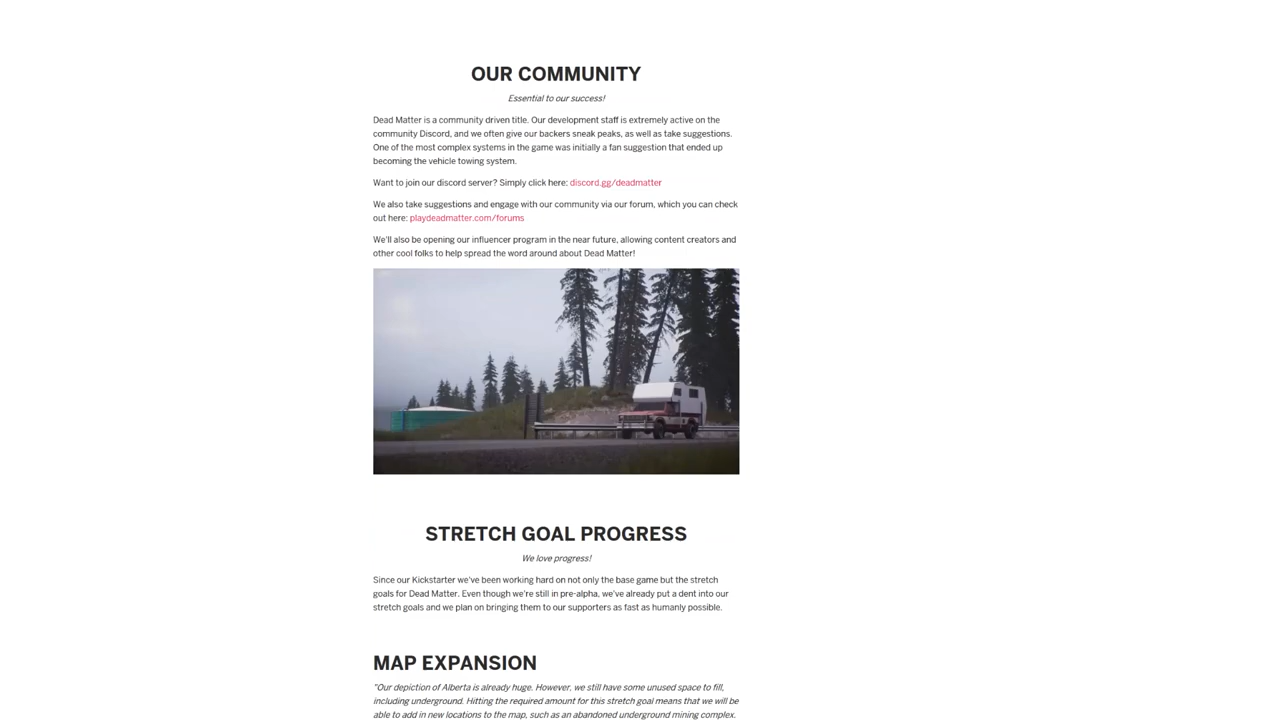 OUR COMMUNITY
Essential to our success!
Dead Matter is a community driven title. Our development staff is extremely active on the
community Discord, and we often give our backers sneak peaks, as well as take suggestions.
One of the most complex systems in the game was initially a fan suggestion that ended up
becoming the vehicle towing system.
Want to join our discord server? Simply click here: discord.gg/deadmatter
We also take suggestions and engage with our community via our forum, which you can check
out here: playdeadmatter.com/forums
We'll also be opening our influencer program in the near future, allowing content creators and
other cool folks to help spread the word around about Dead Matter!
STRETCH GOAL PROGRESS
We love progress!
Since our Kickstarter we've been working hard on not only the base game but the stretch
goals for Dead Matter. Even though we're still in pre-alpha, we've already put a dent into our
stretch goals and we plan on bringing them to our supporters as fast as humanly possible.
MAP EXPANSION
"Our depiction of Alberta is already huge. However, we still have some unused space to fill,
including underground. Hitting the required amount for this stretch goal means that we will be
able to add in new locations to the map, such as an abandoned underground mining complex.